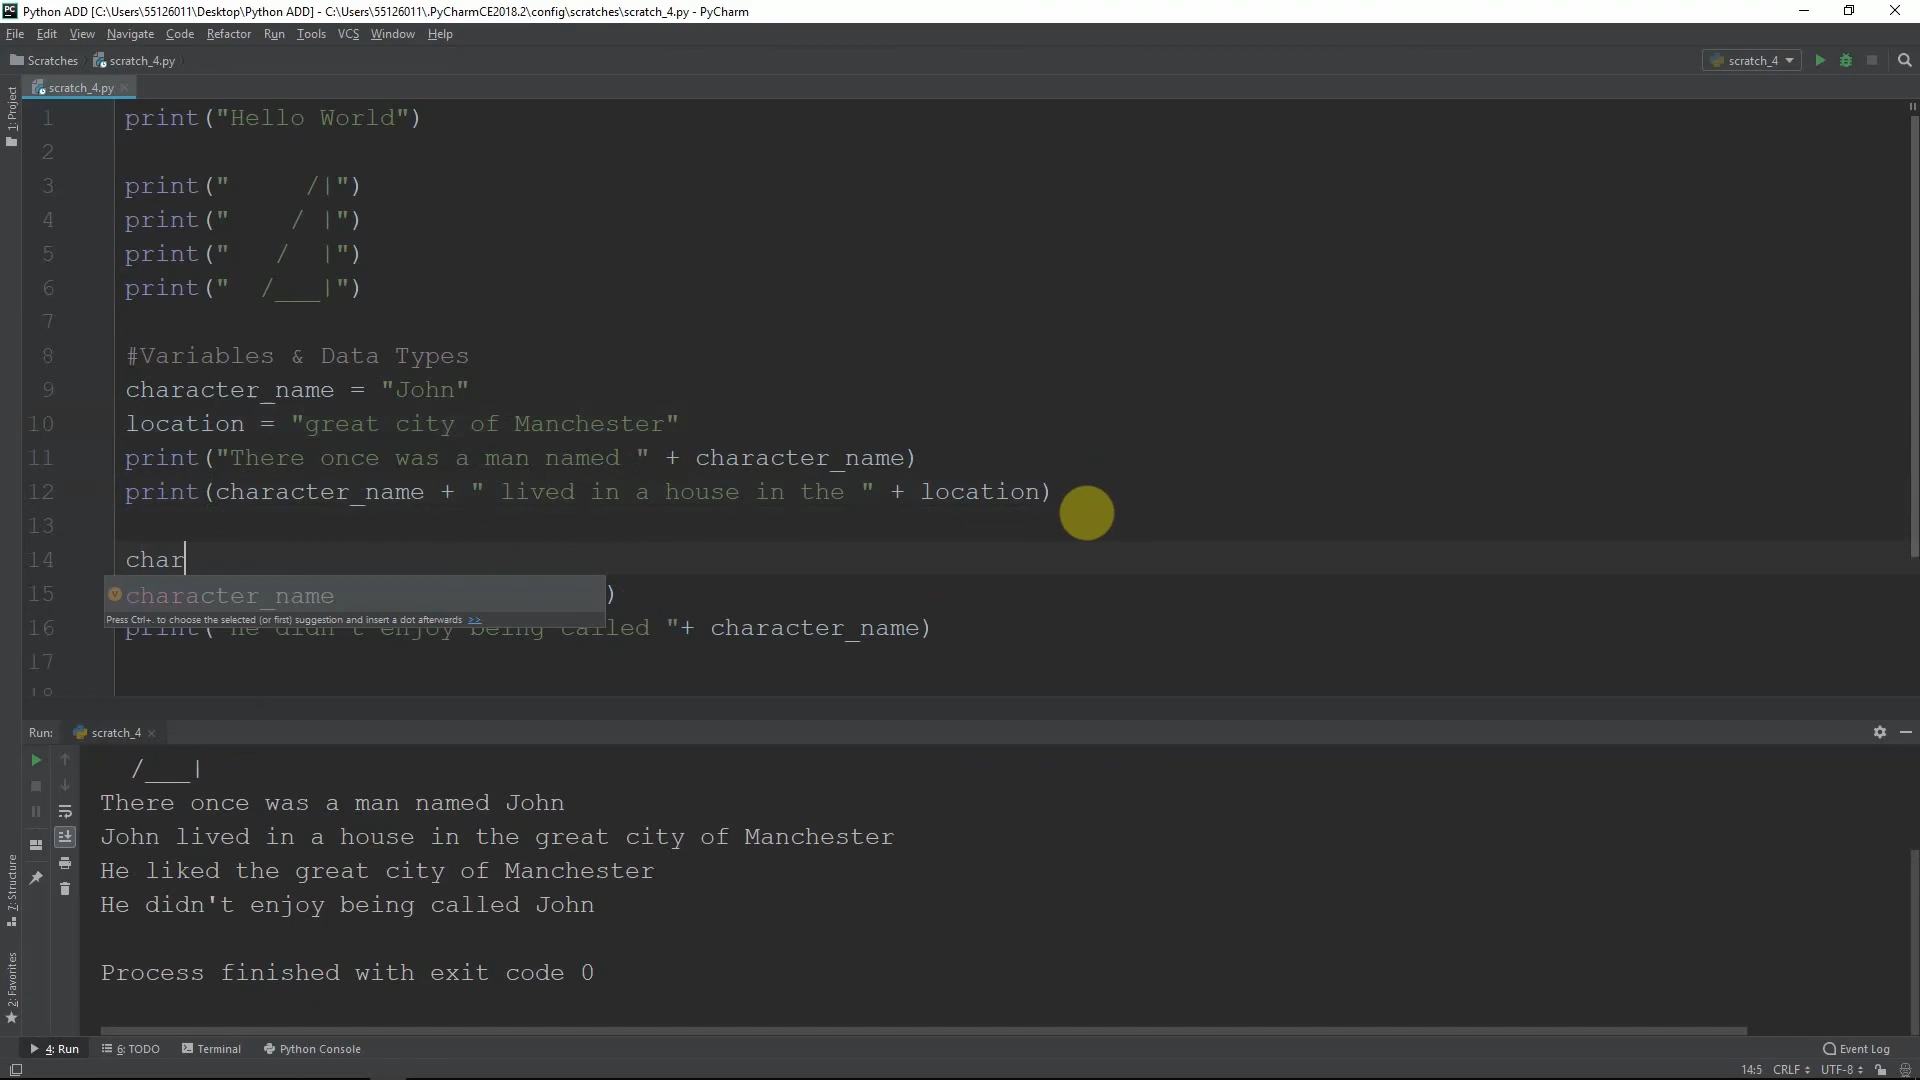 Python ADD [C:\Users\55126011\Desktop\Python ADD] - C:\Users\55126011\.PyCharmCE2018.2\config\scratches\scratch_4.py - PyCharm
File Edit View Navigate Code Refactor Run Tools VCS Window Help
Scratches scratch_4.py
scratch_4
scratch_4.py
1: Project
1 print("Hello World")
2
3 print("     /|")
4 print("    / |")
5 print("   /  |")
6 print("  /___|")
7
8 #Variables & Data Types
9 character_name = "John"
10 location = "great city of Manchester"
11 print("There once was a man named " + character_name)
12 print(character_name + " lived in a house in the " + location)
13
14 char
15 character_name )
Press Ctrl+. to choose the selected (or first) suggestion and insert a dot afterwards >>
16 print("He didn't enjoy being called "+ character_name)
17
18
Run: scratch_4
/___|
There once was a man named John
John lived in a house in the great city of Manchester
He liked the great city of Manchester
He didn't enjoy being called John
Process finished with exit code 0
7: Structure
2: Favorites
4: Run 6: TODO Terminal Python Console Event Log
14:5 CRLF UTF-8